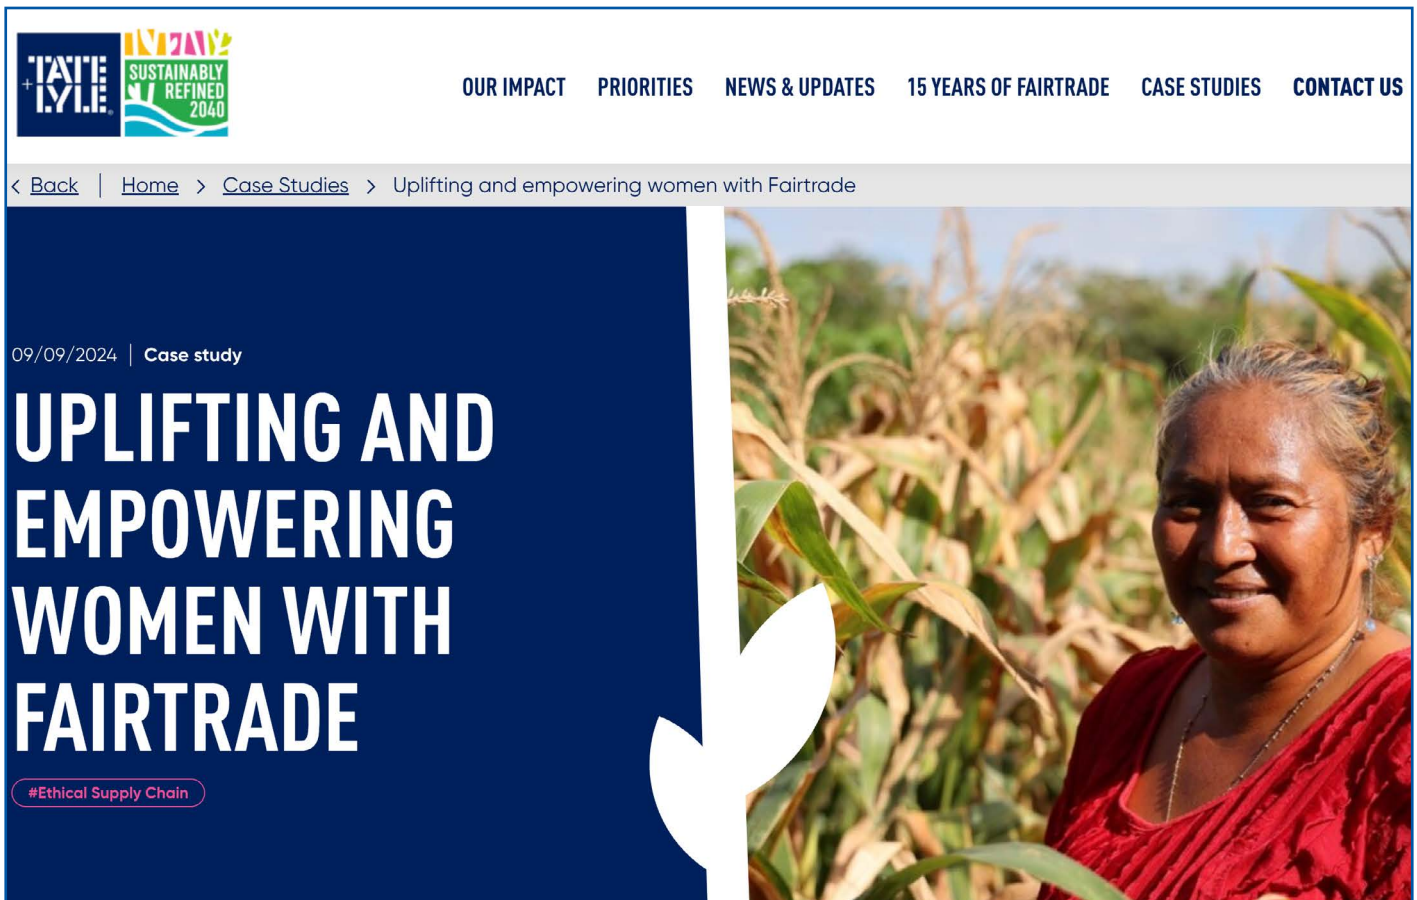 TATE
+LYLE®
SUSTAINABLY
REFINED
2040
OUR IMPACT PRIORITIES NEWS & UPDATES 15 YEARS OF FAIRTRADE CASE STUDIES CONTACT US
< Back | Home > Case Studies > Uplifting and empowering women with Fairtrade
09/09/2024 | Case study
UPLIFTING AND
EMPOWERING
WOMEN WITH
FAIRTRADE
#Ethical Supply Chain